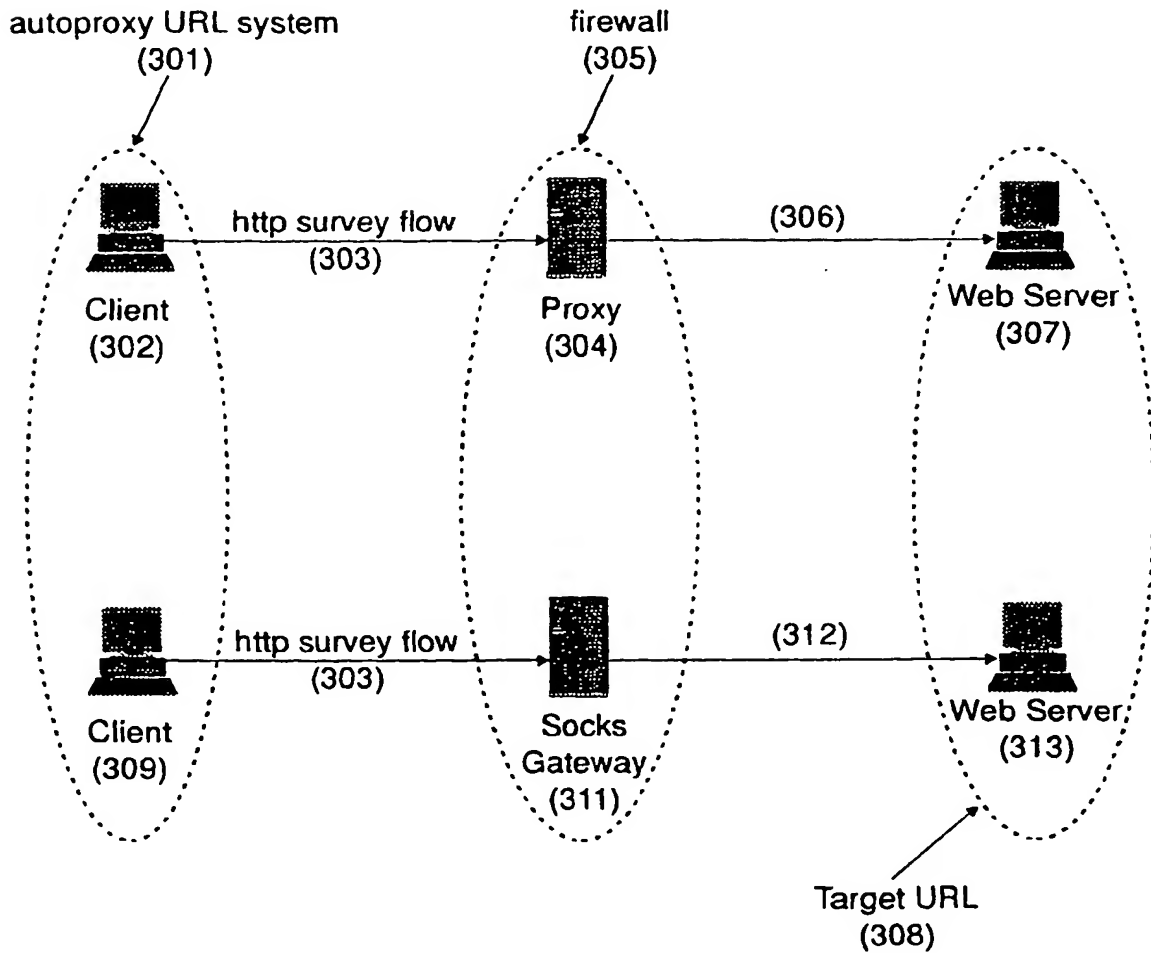 autoproxy URL system
(301)
firewall
(305)
http survey flow
(303)
(306)
Client
(302)
Proxy
(304)
Web Server
(307)
http survey flow
(303)
(312)
Client
(309)
Socks
Gateway
(311)
Web Server
(313)
Target URL
(308)